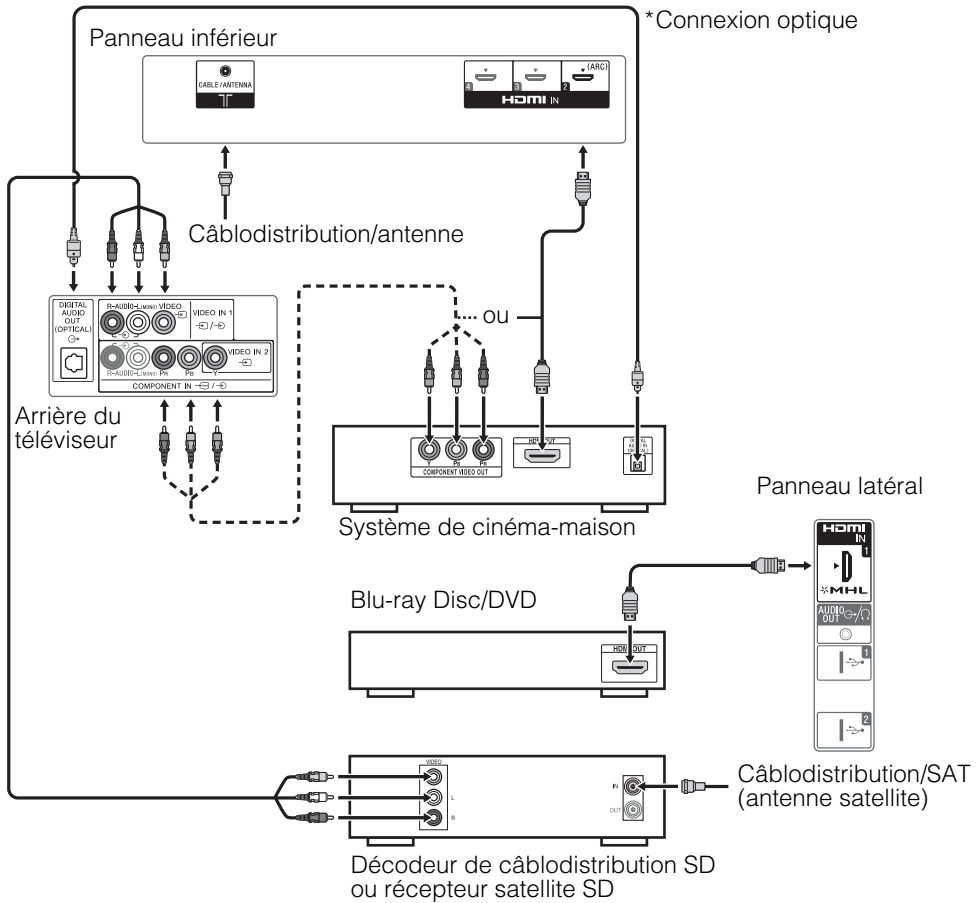 *Connexion optique
Panneau inférieur
CABLE/ANTENNA
4
3
2
(ARC)
HDMI IN
Câblodistribution/antenne
DIGITAL
AUDIO
OUT
(OPTICAL)
R-AUDIO-L(MONO) VIDEO
VIDEO IN 1
VIDEO IN 2
R-AUDIO-L(MONO) PR PB Y
COMPONENT IN
Arrière du
téléviseur
ou
Y PB PR
COMPONENT VIDEO OUT
HDMI OUT
DIGITAL
AUDIO IN
(OPTICAL)
Système de cinéma-maison
Panneau latéral
HDMI
IN
1
MHL
AUDIO
OUT
1
2
Blu-ray Disc/DVD
HDMI OUT
VIDEO
L
R
IN
OUT
Câblodistribution/SAT
(antenne satellite)
Décodeur de câblodistribution SD
ou récepteur satellite SD